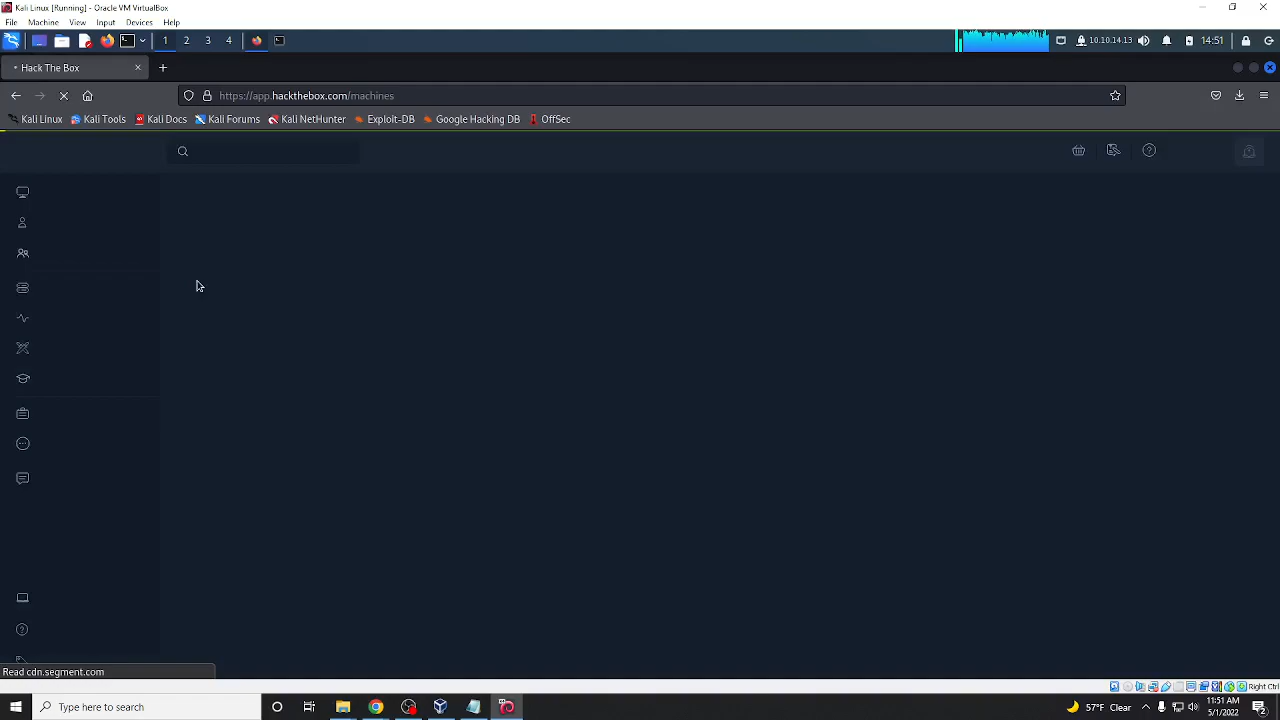 Kali Linux [Running] - Oracle VM VirtualBox
File Machine View Input Devices Help
1 2 3 4 10.10.14.13 14:51
Hack The Box
https://app.hackthebox.com/machines
Kali Linux Kali Tools Kali Docs Kali Forums Kali NetHunter Exploit-DB Google Hacking DB OffSec
Read cdn.segment.com
Right Ctrl
Type here to search
57°F Clear
11:51 AM
5/1/2022